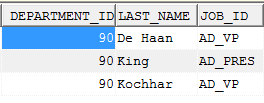 DEPARTMENT_ID LAST_NAME JOB_ID
90 De Haan AD_VP
90 King AD_PRES
90 Kochhar AD_VP